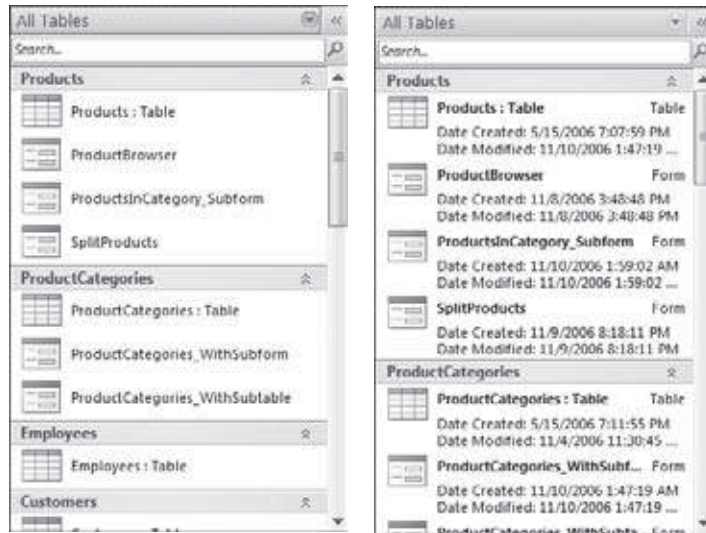 All Tables
Search...
Products
Products : Table
ProductBrowser
ProductsInCategory_Subform
SplitProducts
ProductCategories
ProductCategories : Table
ProductCategories_WithSubform
ProductCategories_WithSubtable
Employees
Employees : Table
Customers
All Tables
Search...
Products
Products : Table Table
Date Created: 5/15/2006 7:07:59 PM
Date Modified: 11/10/2006 1:47:19 ...
ProductBrowser Form
Date Created: 11/8/2006 3:48:48 PM
Date Modified: 11/8/2006 3:48:48 PM
ProductsInCategory_Subform Form
Date Created: 11/10/2006 1:59:02 AM
Date Modified: 11/10/2006 1:59:02 ...
SplitProducts Form
Date Created: 11/9/2006 8:18:11 PM
Date Modified: 11/9/2006 8:18:11 PM
ProductCategories
ProductCategories : Table Table
Date Created: 5/15/2006 7:11:55 PM
Date Modified: 11/4/2006 11:30:45 ...
ProductCategories_WithSubf... Form
Date Created: 11/10/2006 1:47:19 AM
Date Modified: 11/10/2006 1:47:19 ...